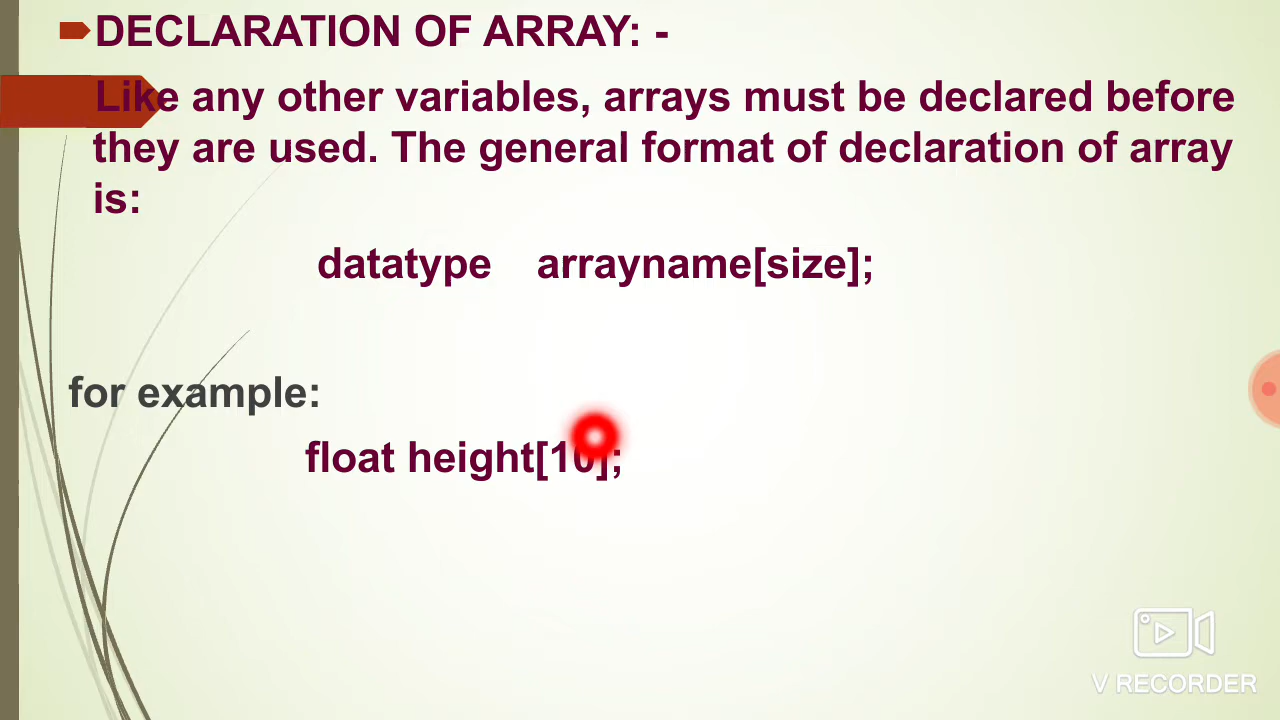 DECLARATION OF ARRAY: -
Like any other variables, arrays must be declared before
they are used. The general format of declaration of array
is:
datatype arrayname[size];
for example:
float height[10];
V RECORDER